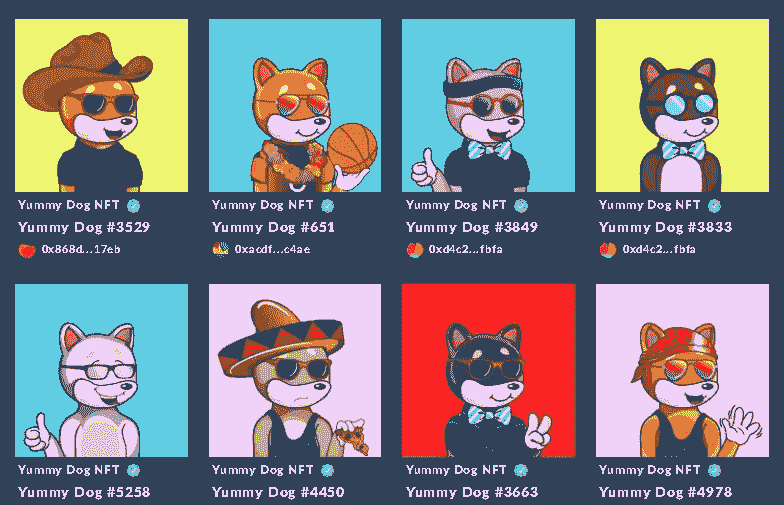 Yummy Dog NFT
Yummy Dog #3529
0x868d...17eb
Yummy Dog NFT
Yummy Dog #651
0xacdf...c4ae
Yummy Dog NFT
Yummy Dog #3849
0xd4c2...fbfa
Yummy Dog NFT
Yummy Dog #3833
0xd4c2...fbfa
Yummy Dog NFT
Yummy Dog #5258
Yummy Dog NFT
Yummy Dog #4450
Yummy Dog NFT
Yummy Dog #3663
Yummy Dog NFT
Yummy Dog #4978